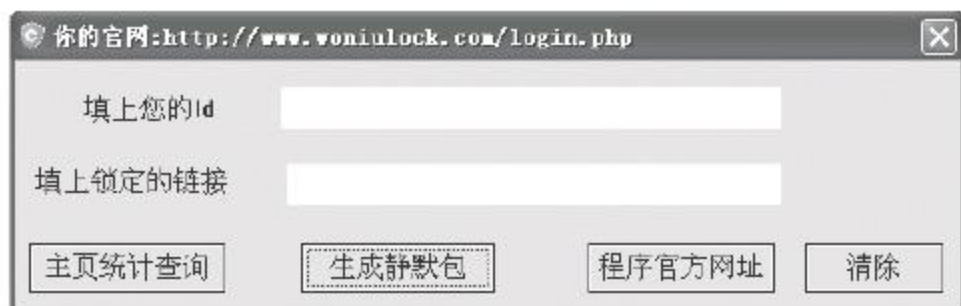 你的官网:http://www.woniulock.com/login.php
填上您的Id
填上锁定的链接
主页统计查询
生成静默包
程序官方网址
清除